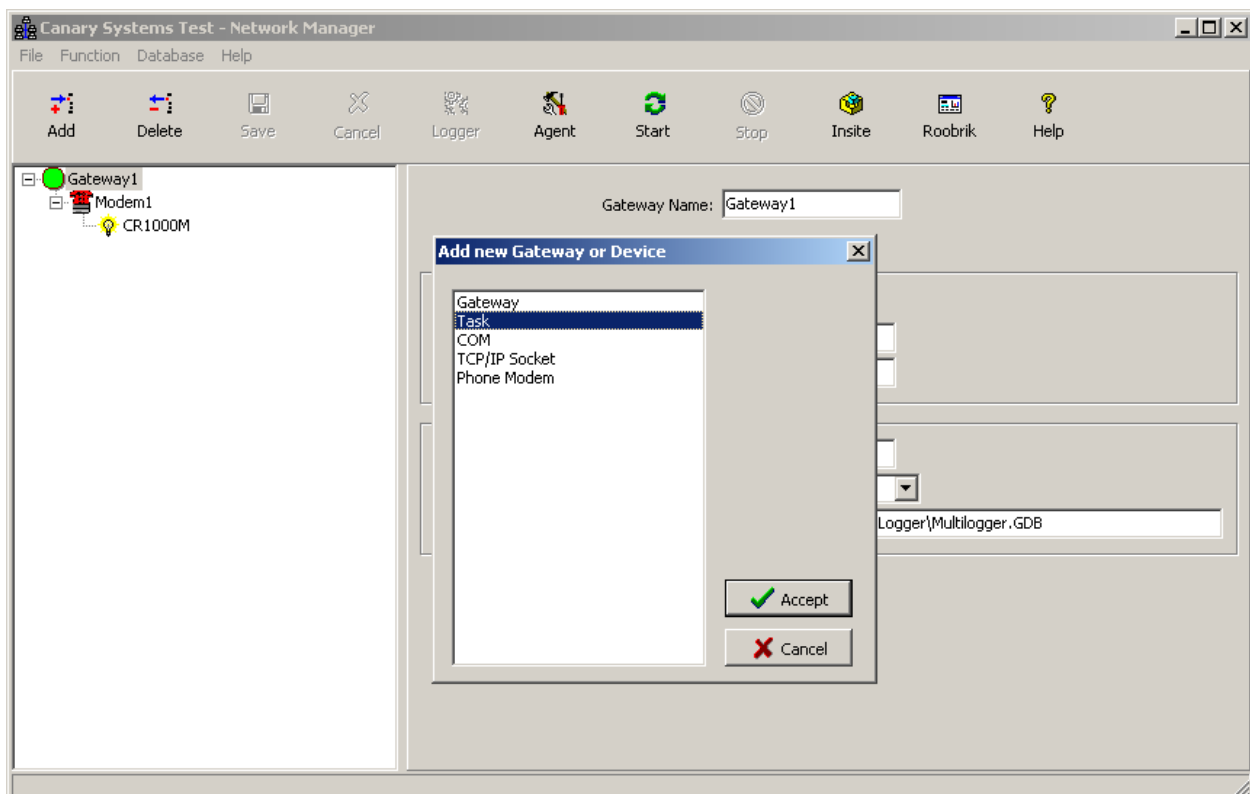 Canary Systems Test - Network Manager
File Function Database Help
Add Delete Save Cancel Logger Agent Start Stop Insite Roobrik Help
Gateway1
Modem1
CR1000M
Gateway Name: Gateway1
Add new Gateway or Device
Gateway
Task
COM
TCP/IP Socket
Phone Modem
Logger\Multilogger.GDB
Accept
Cancel